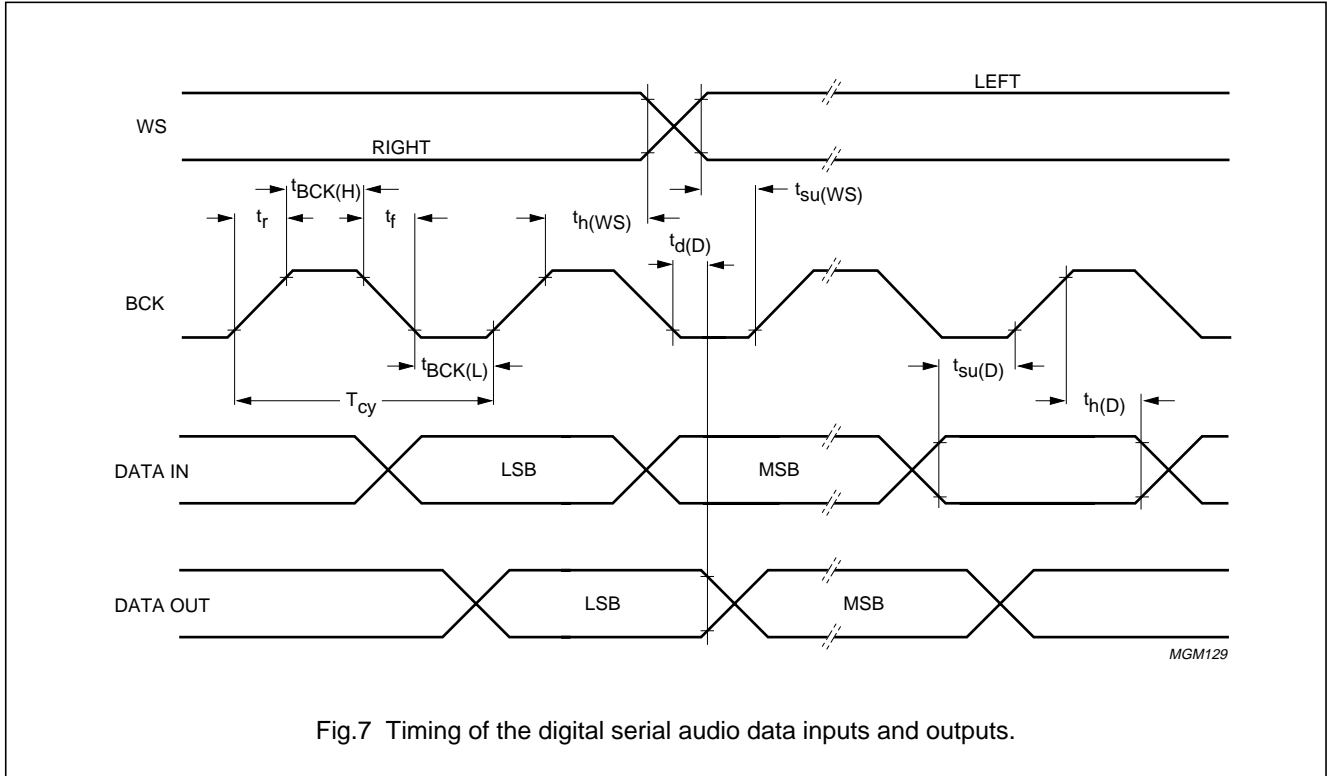 LEFT
WS
RIGHT
tBCK(H)
tsu(WS)
tr
tf
th(WS)
td(D)
BCK
tBCK(L)
tsu(D)
Tcy
th(D)
DATA IN
LSB
MSB
DATA OUT
LSB
MSB
MGM129
Fig.7 Timing of the digital serial audio data inputs and outputs.